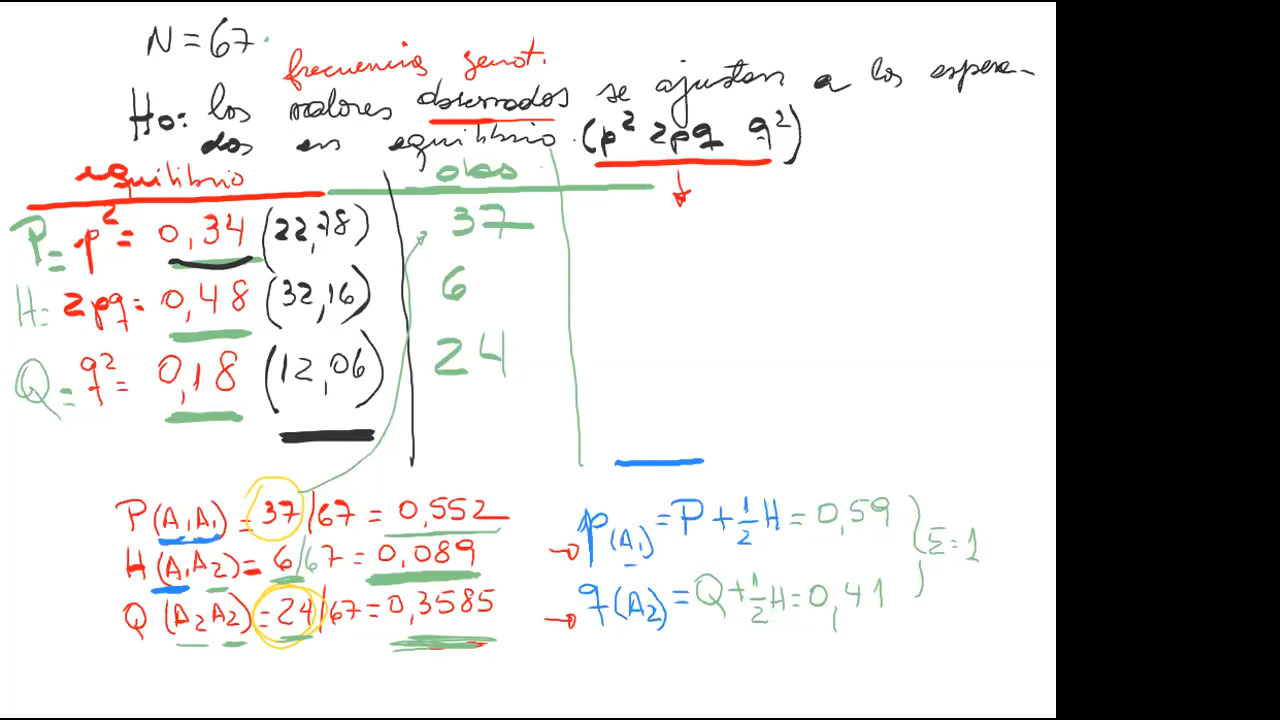 N = 67
frecuencias genot.
Ho: los valores observados se ajustan a los espera-
dos en equilibrio. (p² 2pq q²)
equilibrio obs
P = p² = 0,34 (22,78) 37
H = 2pq = 0,48 (32,16) 6
Q = q² = 0,18 (12,06) 24
P(A₁A₁) = 37/67 = 0,552
H(A₁A₂) = 6/67 = 0,089
Q(A₂A₂) = 24/67 = 0,3585
→ p(A₁) = P + ½H = 0,59
→ q(A₂) = Q + ½H = 0,41
Σ = 1